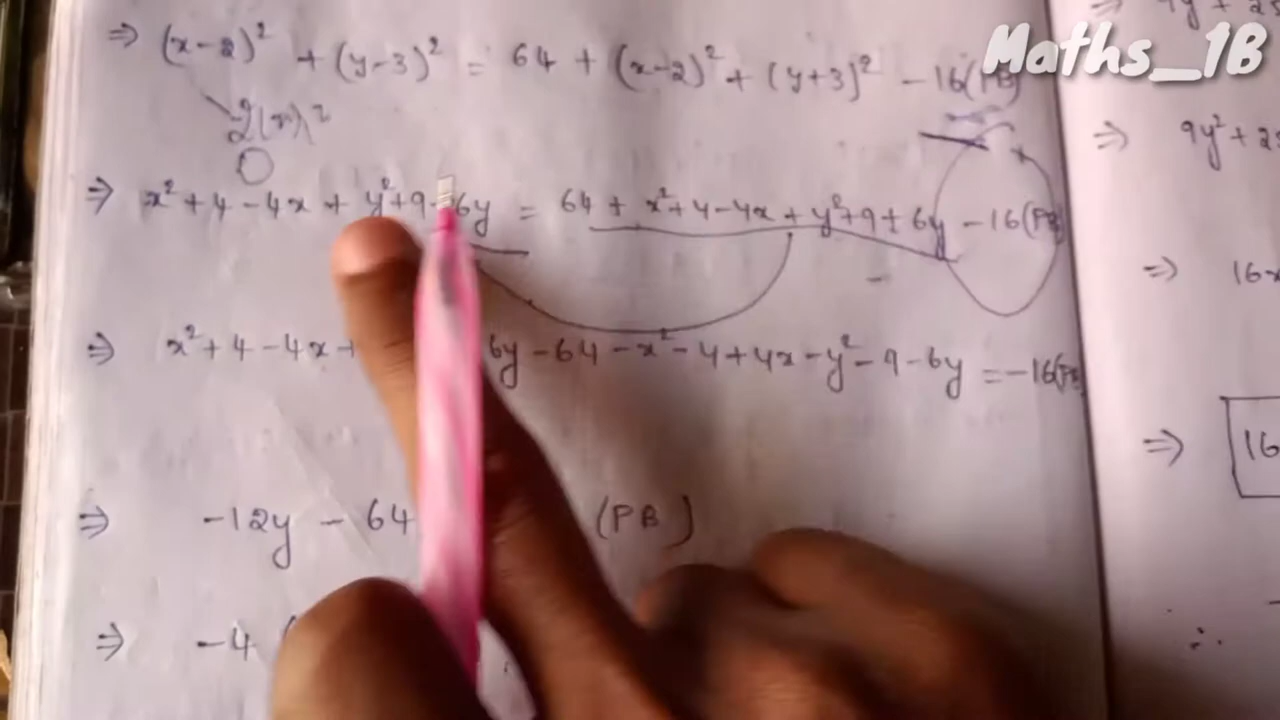 ⇒ (x-2)² + (y-3)² = 64 + (x-2)² + (y+3)² - 16(PB)
2(x)²
⇒ x²+4-4x+y²+9-6y = 64+x²+4-4x+y²+9+6y-16(PB)
⇒ x²+4-4x+ 6y-64-x²-4+4x-y²-9-6y = -16(PB)
⇒ -12y-64 (PB)
⇒ -4
Maths_1B
⇒ 9y²+2
⇒ 16x
⇒ 16
∴